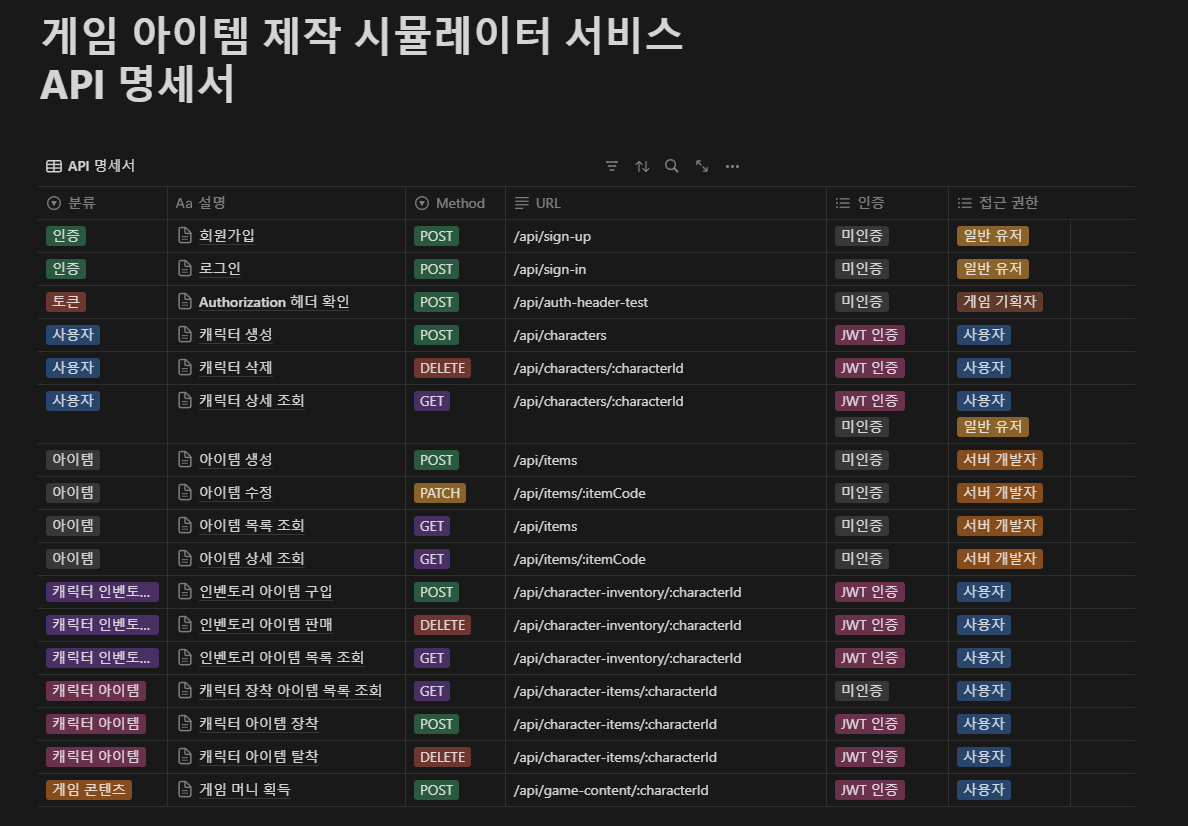 게임 아이템 제작 시뮬레이터 서비스
API 명세서
API 명세서
분류 Aa 설명 Method URL 인증 접근 권한
인증 회원가입 POST /api/sign-up 미인증 일반 유저
인증 로그인 POST /api/sign-in 미인증 일반 유저
토큰 Authorization 헤더 확인 POST /api/auth-header-test 미인증 게임 기획자
사용자 캐릭터 생성 POST /api/characters JWT 인증 사용자
사용자 캐릭터 삭제 DELETE /api/characters/:characterId JWT 인증 사용자
사용자 캐릭터 상세 조회 GET /api/characters/:characterId JWT 인증 사용자
미인증 일반 유저
아이템 아이템 생성 POST /api/items 미인증 서버 개발자
아이템 아이템 수정 PATCH /api/items/:itemCode 미인증 서버 개발자
아이템 아이템 목록 조회 GET /api/items 미인증 서버 개발자
아이템 아이템 상세 조회 GET /api/items/:itemCode 미인증 서버 개발자
캐릭터 인벤토... 인벤토리 아이템 구입 POST /api/character-inventory/:characterId JWT 인증 사용자
캐릭터 인벤토... 인벤토리 아이템 판매 DELETE /api/character-inventory/:characterId JWT 인증 사용자
캐릭터 인벤토... 인벤토리 아이템 목록 조회 GET /api/character-inventory/:characterId JWT 인증 사용자
캐릭터 아이템 캐릭터 장착 아이템 목록 조회 GET /api/character-items/:characterId 미인증 사용자
캐릭터 아이템 캐릭터 아이템 장착 POST /api/character-items/:characterId JWT 인증 사용자
캐릭터 아이템 캐릭터 아이템 탈착 DELETE /api/character-items/:characterId JWT 인증 사용자
게임 콘텐츠 게임 머니 획득 POST /api/game-content/:characterId JWT 인증 사용자